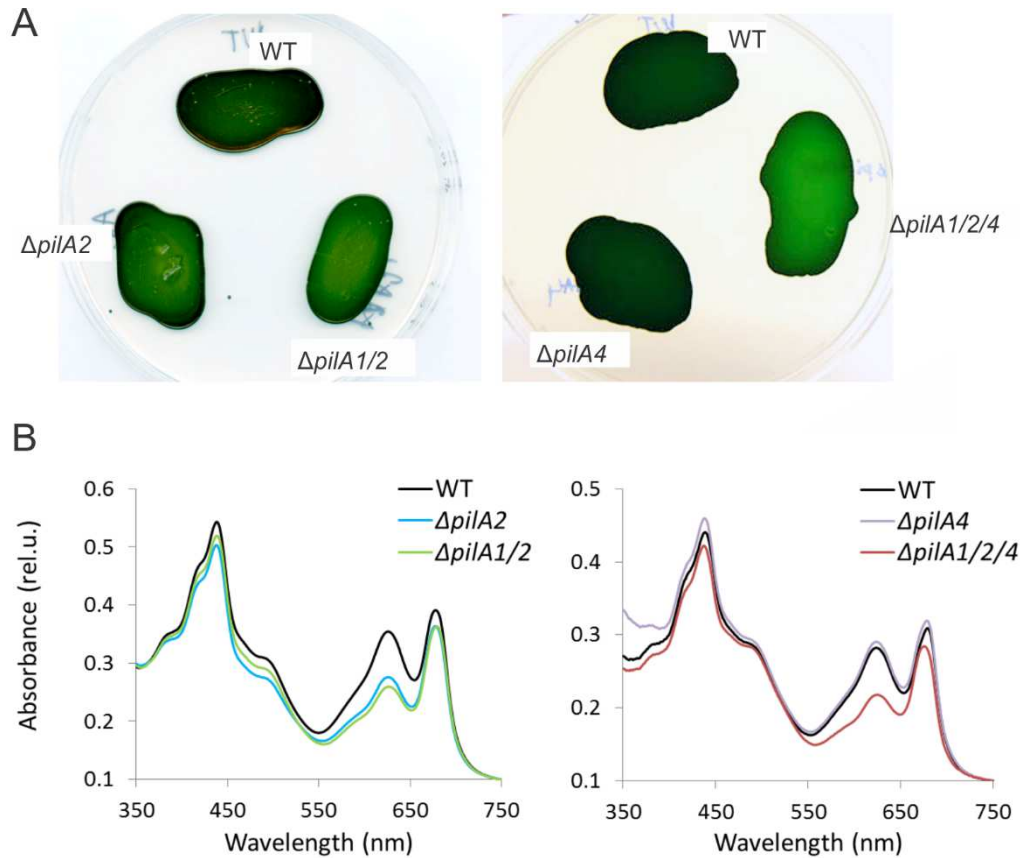 A
WT
WT
ΔpilA2
ΔpilA1/2/4
ΔpilA1/2
ΔpilA4
B
Absorbance (rel.u.)
0.6
0.5
0.4
0.3
0.2
0.1
350 450 550 650 750
Wavelength (nm)
WT
ΔpilA2
ΔpilA1/2
0.5
0.4
0.3
0.2
0.1
350 450 550 650 750
Wavelength (nm)
WT
ΔpilA4
ΔpilA1/2/4